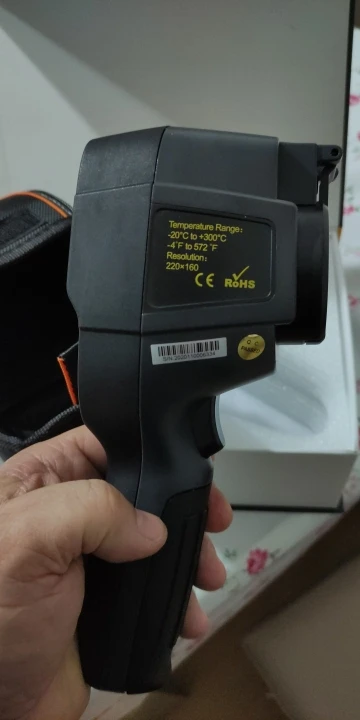 Temperature Range:
-20°C to +300°C
-4°F to 572 °F
Resolution:
220×160
CE RoHS